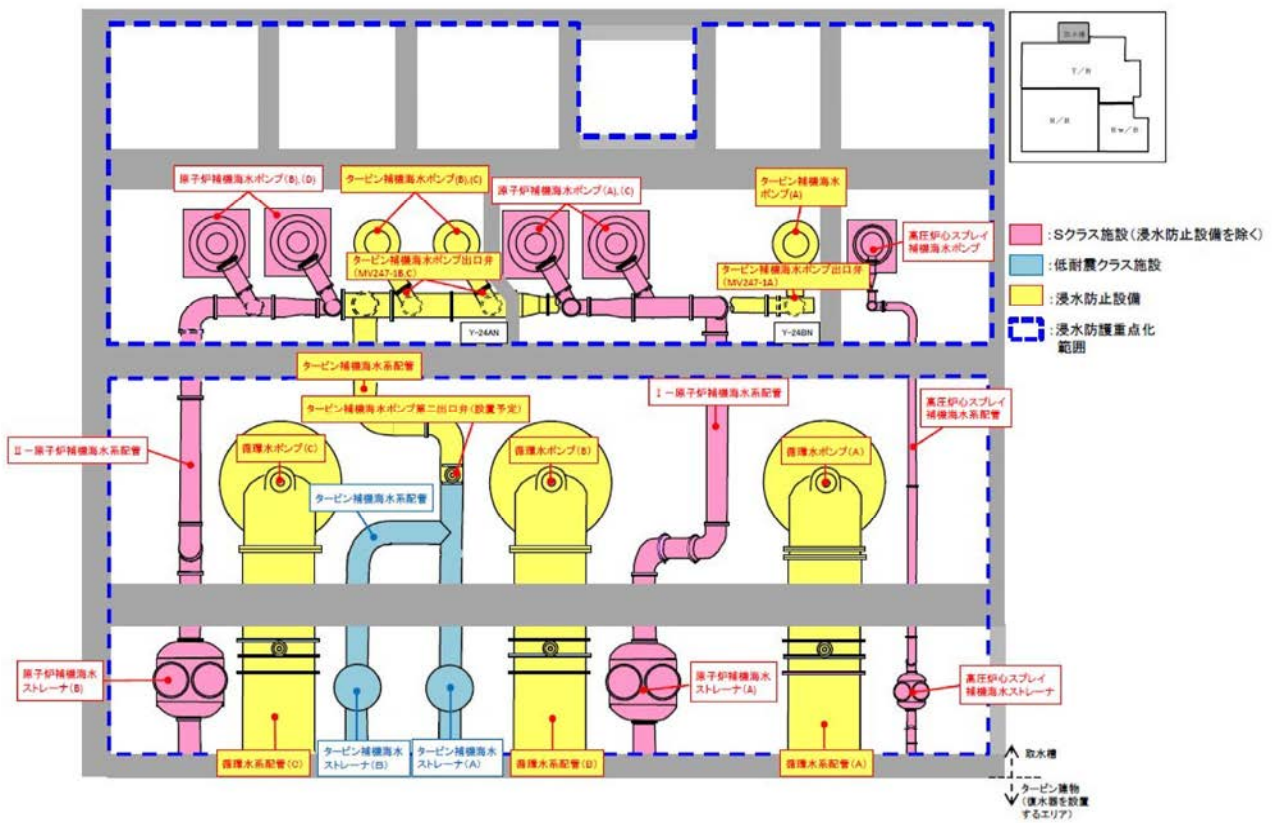 取水槽
T/B
R/B
Rw/B
原子炉補機海水ポンプ(B),(D)
タービン補機海水ポンプ(B),(C)
原子炉補機海水ポンプ(A),(C)
タービン補機海水
ポンプ(A)
高圧炉心スプレイ
補機海水ポンプ
タービン補機海水ポンプ出口弁
(MV247-1B,C)
タービン補機海水ポンプ出口弁
(MV247-1A)
Y-24AN
Y-24BN
:Sクラス施設(浸水防止設備を除く)
:低耐震クラス施設
:浸水防止設備
:浸水防護重点化
範囲
タービン補機海水系配管
タービン補機海水ポンプ第二出口弁(設置予定)
Ⅰ-原子炉補機海水系配管
高圧炉心スプレイ
補機海水系配管
Ⅱ-原子炉補機海水系配管
循環水ポンプ(C)
循環水ポンプ(B)
循環水ポンプ(A)
タービン補機海水系配管
原子炉補機海水
ストレーナ(B)
原子炉補機海水
ストレーナ(A)
高圧炉心スプレイ
補機海水ストレーナ
循環水系配管(C)
タービン補機海水
ストレーナ(B)
タービン補機海水
ストレーナ(A)
循環水系配管(B)
循環水系配管(A)
取水槽
タービン建物
(復水器を設置
するエリア)